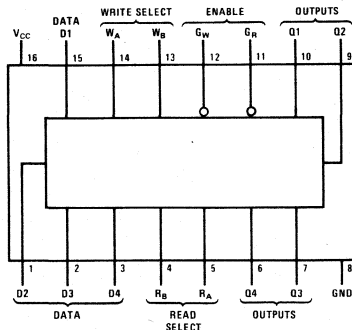 WRITE SELECT ENABLE OUTPUTS
DATA
VCC D1 WA WB GW GR Q1 Q2
16 15 14 13 12 11 10 9
1 2 3 4 5 6 7 8
D2 D3 D4 RB RA Q4 Q3 GND
DATA READ OUTPUTS
SELECT